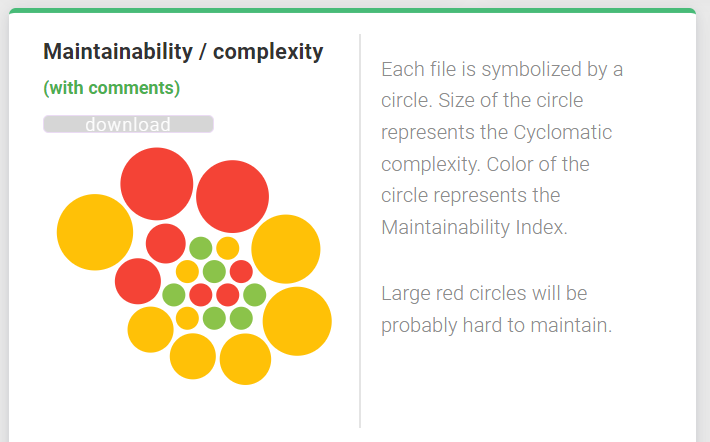 Maintainability / complexity
(with comments)
download
Each file is symbolized by a
circle. Size of the circle
represents the Cyclomatic
complexity. Color of the
circle represents the
Maintainability Index.
Large red circles will be
probably hard to maintain.